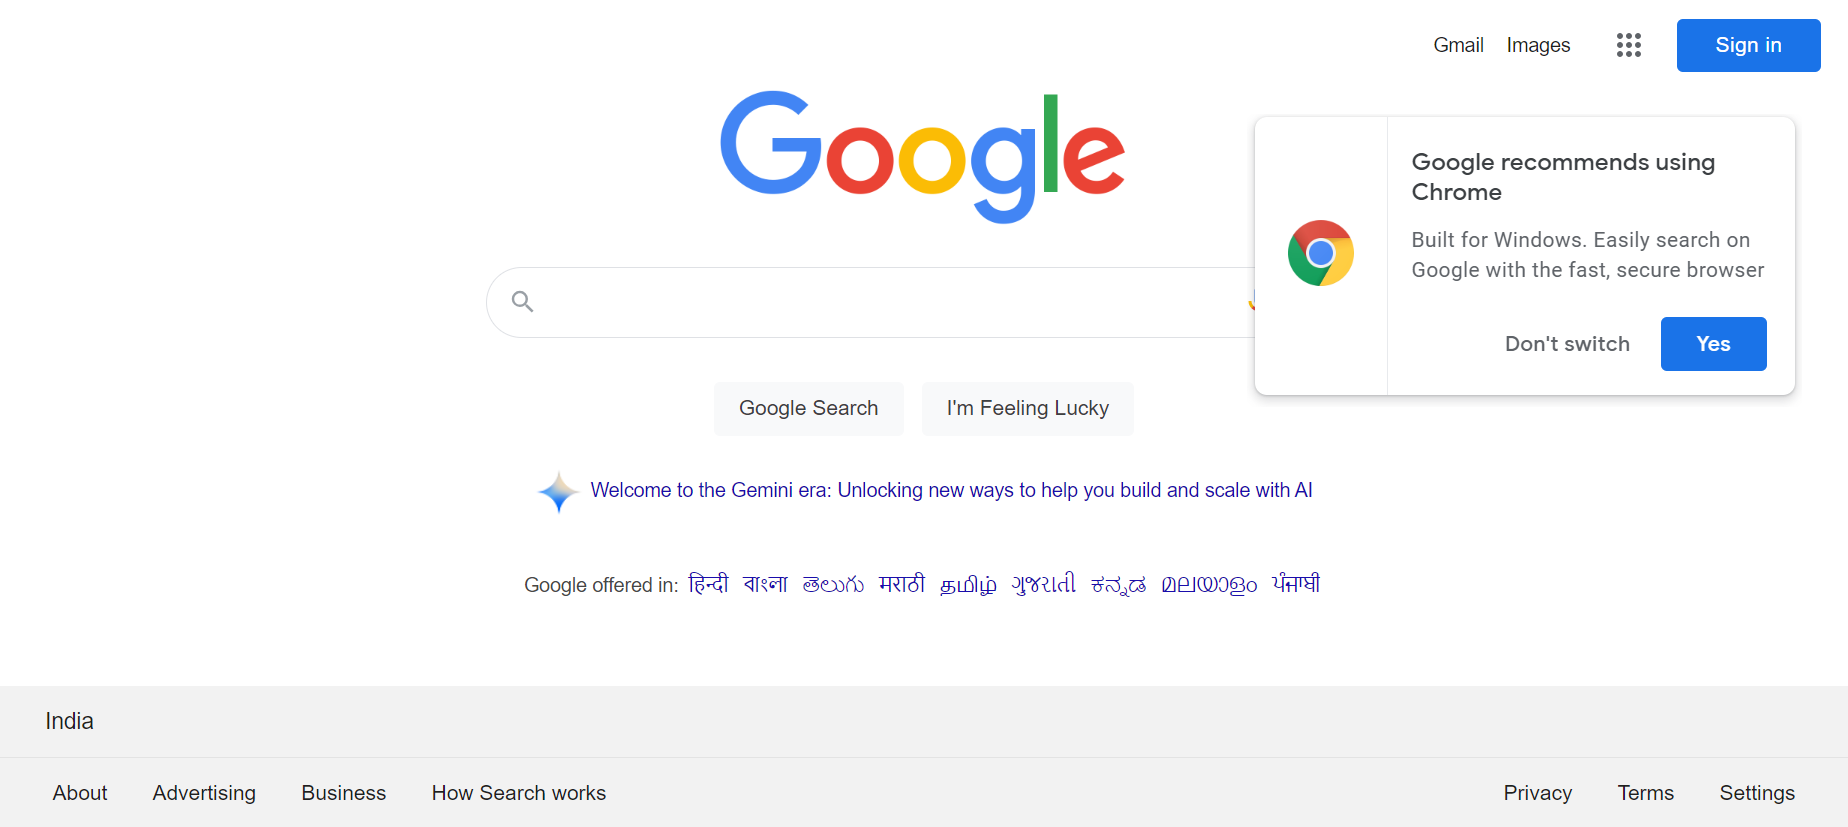 Gmail Images Sign in
Google
Google recommends using
Chrome
Built for Windows. Easily search on
Google with the fast, secure browser
Don't switch Yes
Google Search I'm Feeling Lucky
Welcome to the Gemini era: Unlocking new ways to help you build and scale with AI
Google offered in: हिन्दी বাংলা తెలుగు मराठी தமிழ் ગુજરાતી ಕನ್ನಡ മലയാളം ਪੰਜਾਬੀ
India
About Advertising Business How Search works Privacy Terms Settings